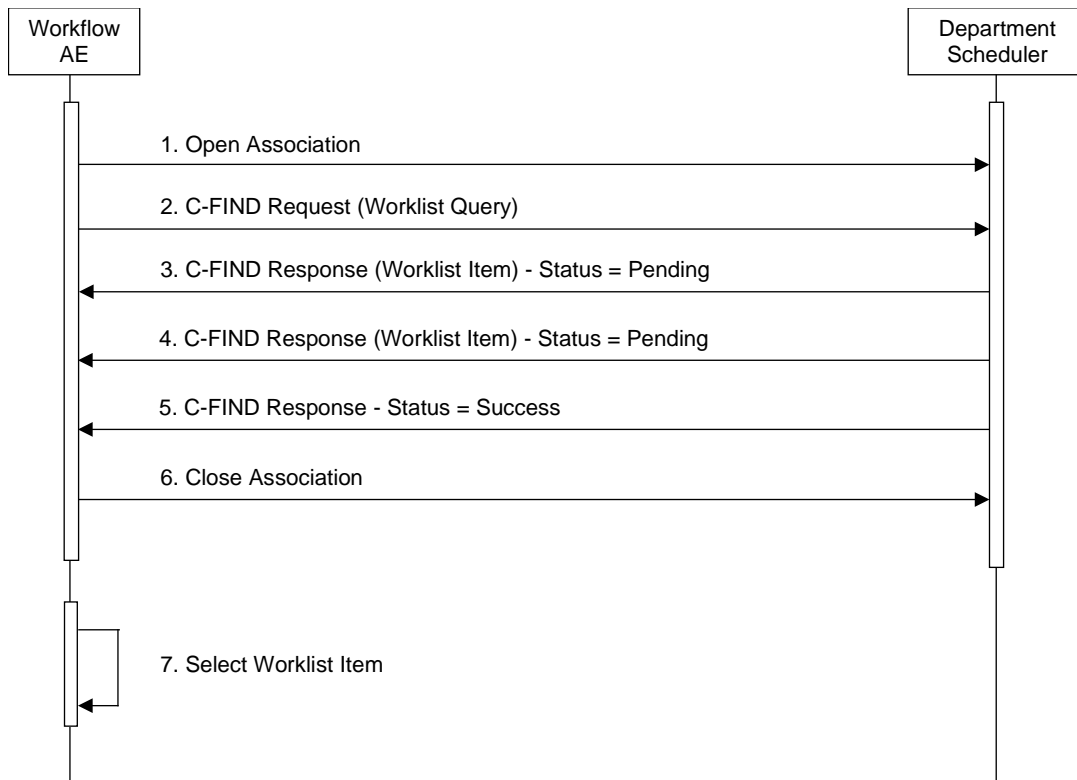 Workflow
AE
Department
Scheduler
1. Open Association
2. C-FIND Request (Worklist Query)
3. C-FIND Response (Worklist Item) - Status = Pending
4. C-FIND Response (Worklist Item) - Status = Pending
5. C-FIND Response - Status = Success
6. Close Association
7. Select Worklist Item